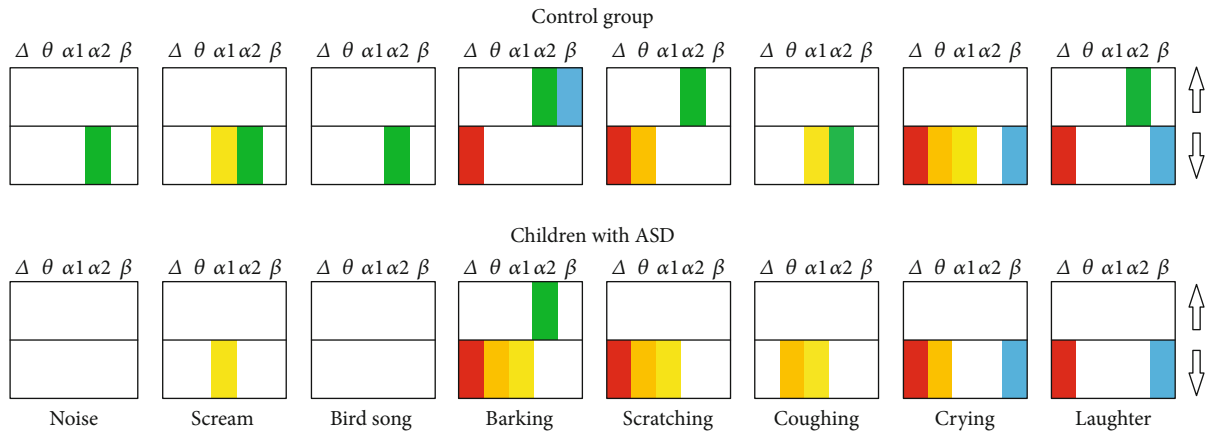 Control group
Δ θ α1 α2 β Δ θ α1 α2 β Δ θ α1 α2 β Δ θ α1 α2 β Δ θ α1 α2 β Δ θ α1 α2 β Δ θ α1 α2 β Δ θ α1 α2 β
Children with ASD
Δ θ α1 α2 β Δ θ α1 α2 β Δ θ α1 α2 β Δ θ α1 α2 β Δ θ α1 α2 β Δ θ α1 α2 β Δ θ α1 α2 β Δ θ α1 α2 β
Noise Scream Bird song Barking Scratching Coughing Crying Laughter